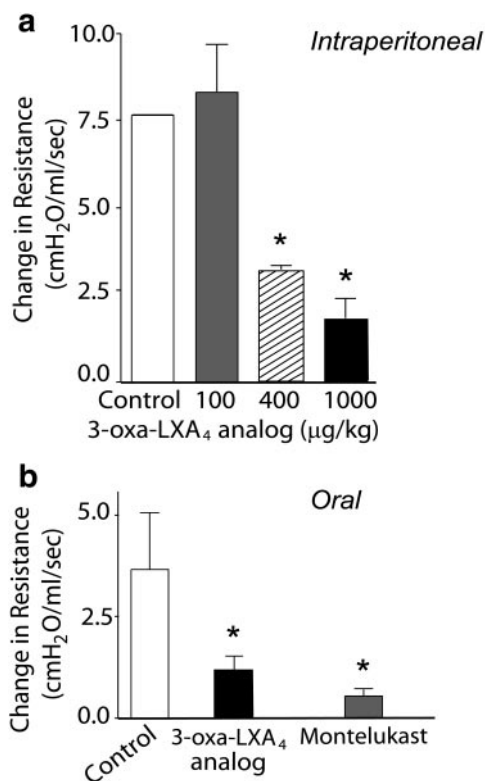 a
Intraperitoneal
Change in Resistance
(cmH₂O/ml/sec)
10.0
7.5
5.0
2.5
0.0
*
*
Control 100 400 1000
3-oxa-LXA₄ analog (μg/kg)
b
Oral
Change in Resistance
(cmH₂O/ml/sec)
5.0
2.5
0.0
*
*
Control
3-oxa-LXA₄
analog
Montelukast